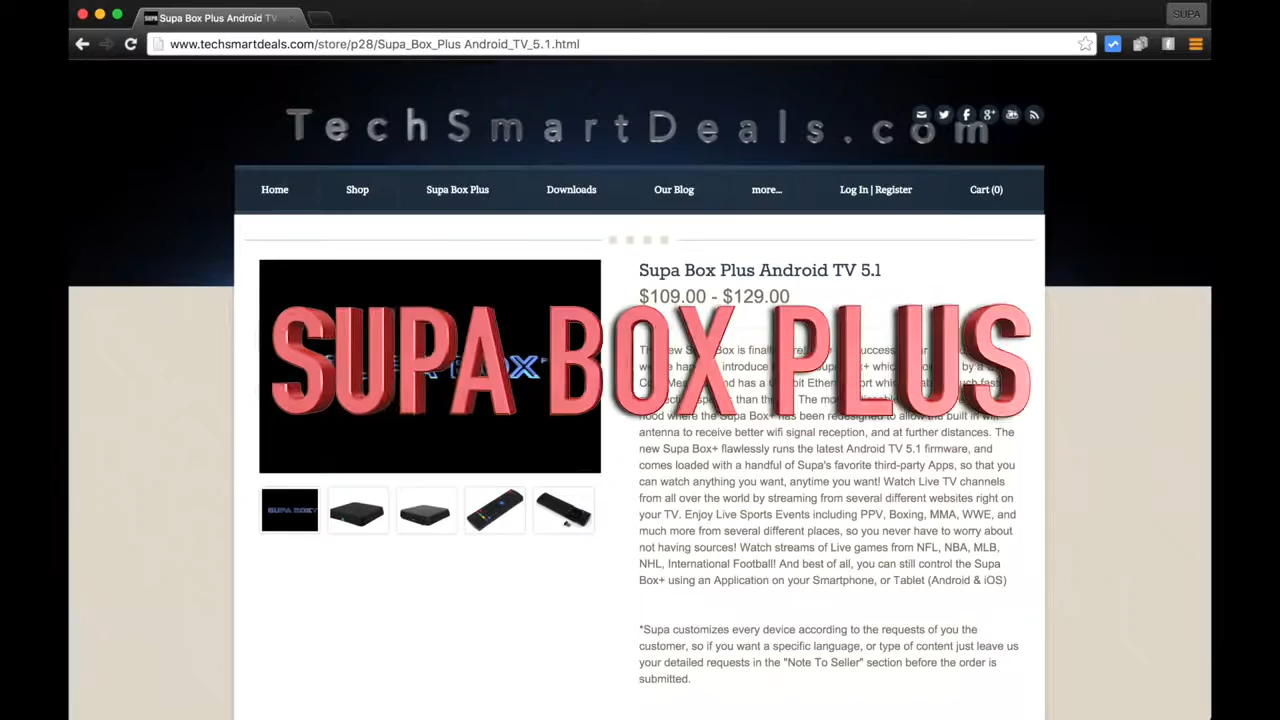 Supa Box Plus Android TV
SUPA
www.techsmartdeals.com/store/p28/Supa_Box_Plus Android_TV_5.1.html
TechSmartDeals.com
Home Shop Supa Box Plus Downloads Our Blog more... Log In | Register Cart (0)
Supa Box Plus Android TV 5.1
$109.00 - $129.00
SUPA BOX PLUS
antenna to receive better wifi signal reception, and at further distances. The
new Supa Box+ flawlessly runs the latest Android TV 5.1 firmware, and
comes loaded with a handful of Supa's favorite third-party Apps, so that you
can watch anything you want, anytime you want! Watch Live TV channels
from all over the world by streaming from several different websites right on
your TV. Enjoy Live Sports Events including PPV, Boxing, MMA, WWE, and
much more from several different places, so you never have to worry about
not having sources! Watch streams of Live games from NFL, NBA, MLB,
NHL, International Football! And best of all, you can still control the Supa
Box+ using an Application on your Smartphone, or Tablet (Android & iOS)
*Supa customizes every device according to the requests of you the
customer, so if you want a specific language, or type of content just leave us
your detailed requests in the "Note To Seller" section before the order is
submitted.